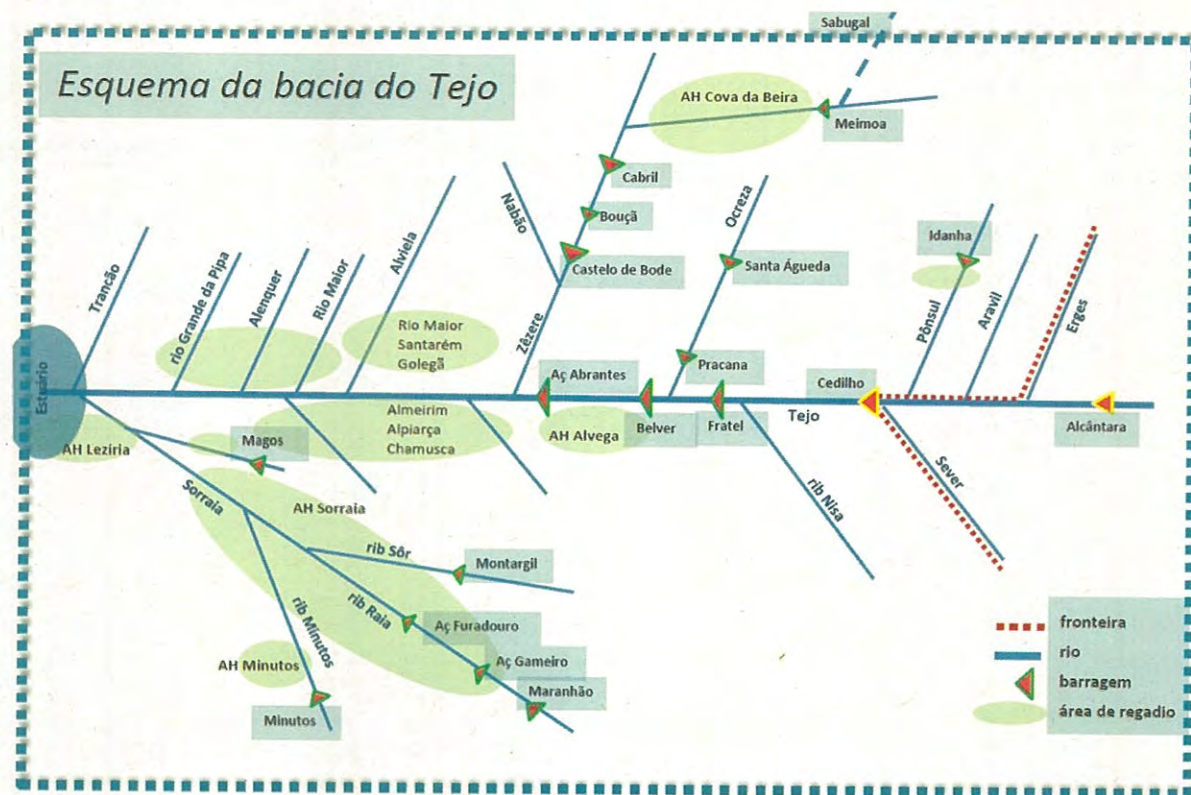 Sabugal
Esquema da bacia do Tejo
AH Cova da Beira
Meimoa
Cabril
Nabão
Bouçã
Ocreza
Castelo de Bode
Santa Águeda
Idanha
Trancão
rio Grande da Pipa
Alenquer
Rio Maior
Alviela
Zêzere
Pônsul
Aravil
Erges
Rio Maior
Santarém
Golegã
Estuário
Aç Abrantes
Pracana
Cedilho
Tejo
Almeirim
Alpiarça
Chamusca
AH Alvega
Belver
Fratel
Alcântara
AH Lezíria
Magos
Sorraia
AH Sorraia
rib Nisa
Sever
rib Sôr
Montargil
rib Minutos
rib Raia
Aç Furadouro
AH Minutos
Aç Gameiro
Maranhão
Minutos
fronteira
rio
barragem
área de regadio